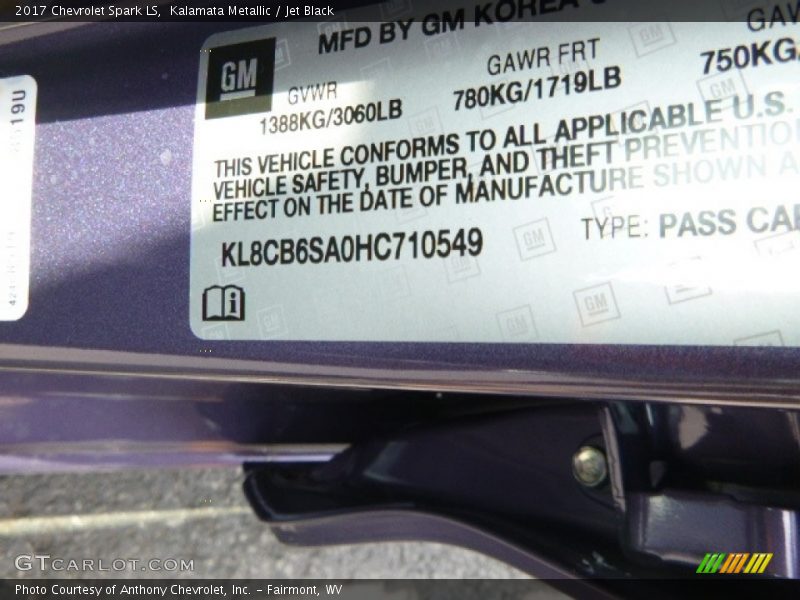 2017 Chevrolet Spark LS, Kalamata Metallic / Jet Black
MFD BY GM KOREA
GM
GVWR
1388KG/3060LB
GAWR FRT
780KG/1719LB
750KG
THIS VEHICLE CONFORMS TO ALL APPLICABLE U.S.
VEHICLE SAFETY, BUMPER, AND THEFT PREVENTION
EFFECT ON THE DATE OF MANUFACTURE SHOWN A
KL8CB6SA0HC710549
TYPE: PASS CAR
GTCARLOT.COM
Photo Courtesy of Anthony Chevrolet, Inc. - Fairmont, WV